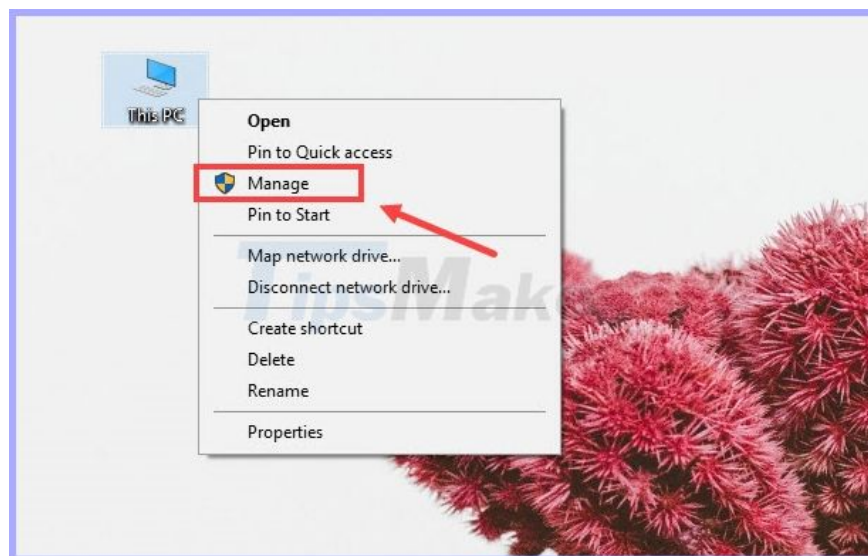 This PC
Open
Pin to Quick access
Manage
Pin to Start
Map network drive...
Disconnect network drive...
TipsMake
Create shortcut
Delete
Rename
Properties